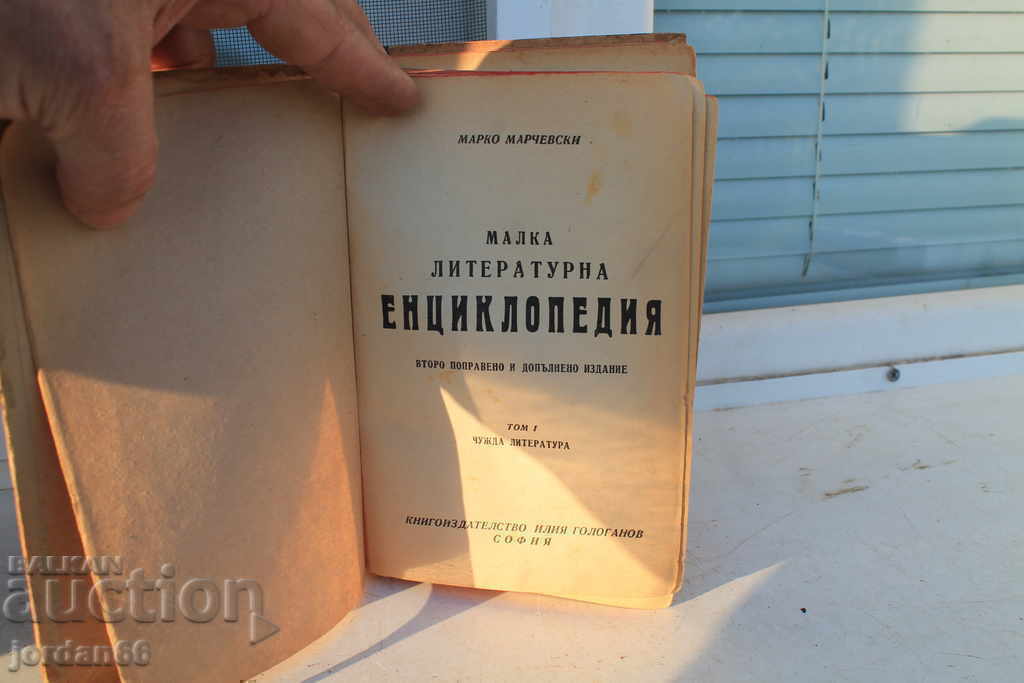 МАРКО МАРЧЕВСКИ
МАЛКА
ЛИТЕРАТУРНА
ЕНЦИКЛОПЕДИЯ
ВТОРО ПОПРАВЕНО И ДОПЪЛНЕНО ИЗДАНИЕ
ТОМ I
ЧУЖДА ЛИТЕРАТУРА
КНИГОИЗДАТЕЛСТВО ИЛИЯ ГОЛОГАНОВ
СОФИЯ
BALKAN
auction
jordan66